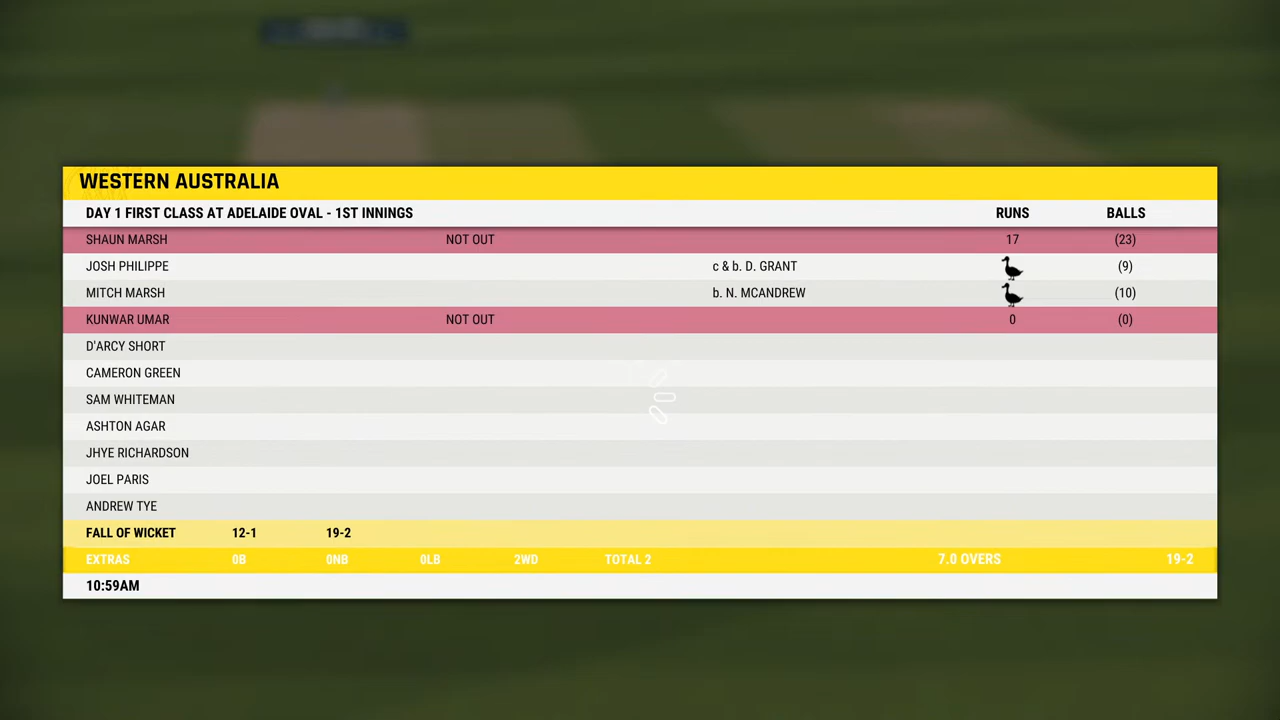 WESTERN AUSTRALIA
DAY 1 FIRST CLASS AT ADELAIDE OVAL - 1ST INNINGS RUNS BALLS
SHAUN MARSH NOT OUT 17 (23)
JOSH PHILIPPE c & b. D. GRANT (9)
MITCH MARSH b. N. MCANDREW (10)
KUNWAR UMAR NOT OUT 0 (0)
D'ARCY SHORT
CAMERON GREEN
SAM WHITEMAN
ASHTON AGAR
JHYE RICHARDSON
JOEL PARIS
ANDREW TYE
FALL OF WICKET 12-1 19-2
EXTRAS 0B 0NB 0LB 2WD TOTAL 2 7.0 OVERS 19-2
10:59AM